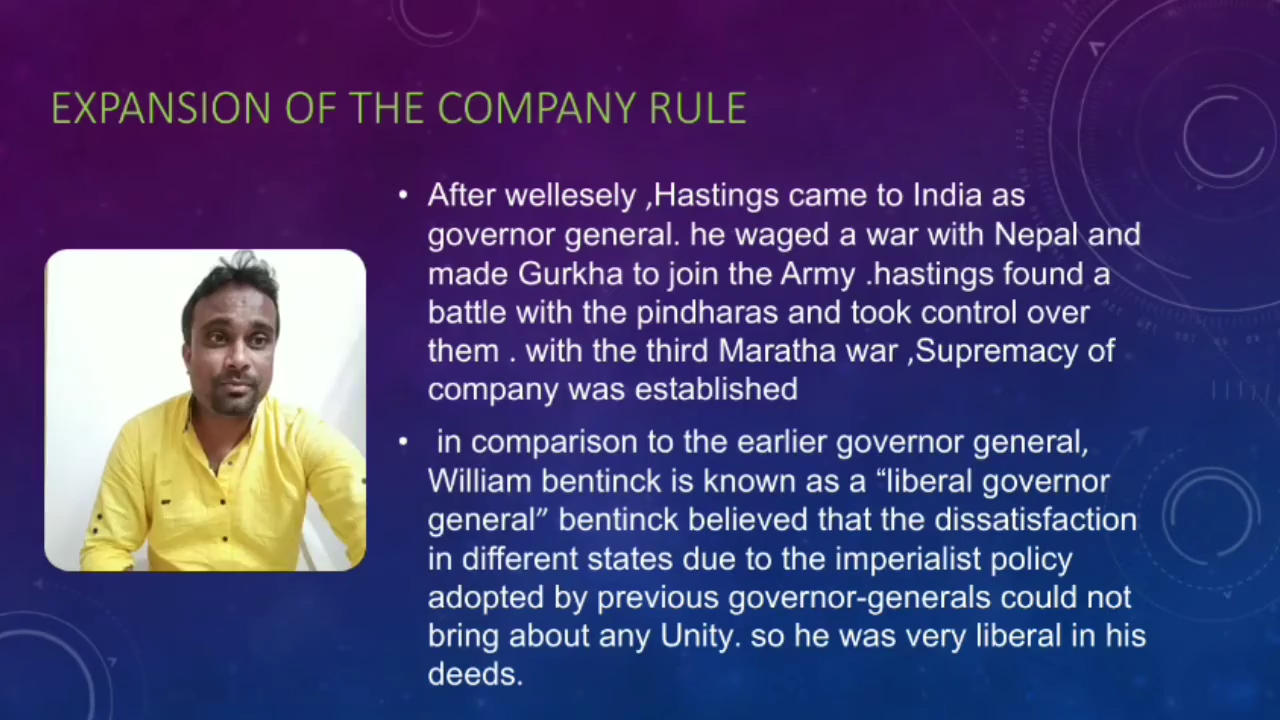 EXPANSION OF THE COMPANY RULE
• After wellesely ,Hastings came to India as
governor general. he waged a war with Nepal and
made Gurkha to join the Army .hastings found a
battle with the pindharas and took control over
them . with the third Maratha war ,Supremacy of
company was established
• in comparison to the earlier governor general,
William bentinck is known as a “liberal governor
general” bentinck believed that the dissatisfaction
in different states due to the imperialist policy
adopted by previous governor-generals could not
bring about any Unity. so he was very liberal in his
deeds.